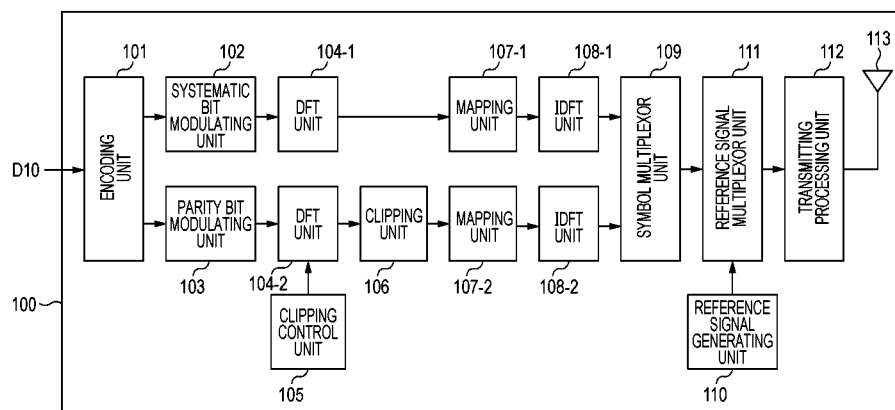 101
102
104-1
107-1
108-1
109
111
112
113
D10
ENCODING
UNIT
SYSTEMATIC
BIT
MODULATING
UNIT
DFT
UNIT
MAPPING
UNIT
IDFT
UNIT
SYMBOL MULTIPLEXOR
UNIT
REFERENCE SIGNAL
MULTIPLEXOR UNIT
TRANSMITTING
PROCESSING UNIT
PARITY BIT
MODULATING
UNIT
DFT
UNIT
CLIPPING
UNIT
MAPPING
UNIT
IDFT
UNIT
103
104-2
106
107-2
108-2
100
CLIPPING
CONTROL
UNIT
105
REFERENCE
SIGNAL
GENERATING
UNIT
110